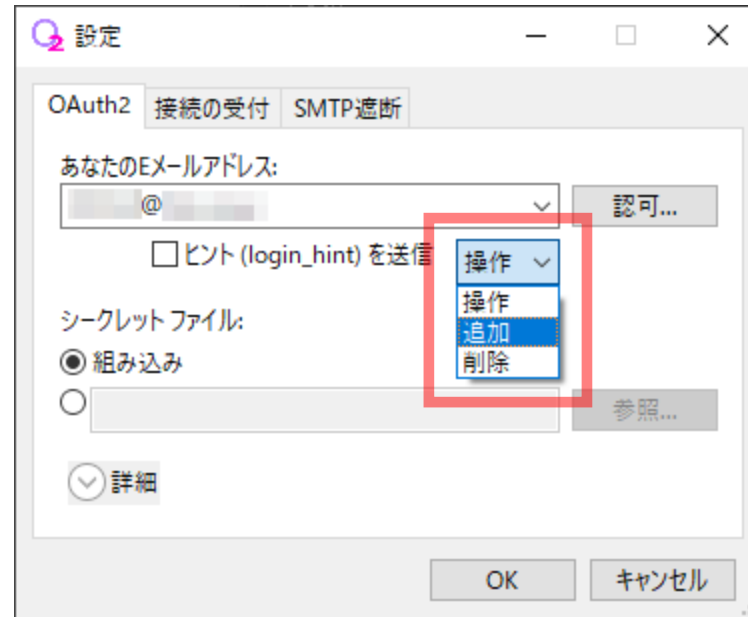 設定
OAuth2 接続の受付 SMTP遮断
あなたのEメールアドレス:
@
認可...
ヒント (login_hint) を送信
操作
操作
追加
削除
シークレット ファイル:
組み込み
参照...
詳細
OK キャンセル